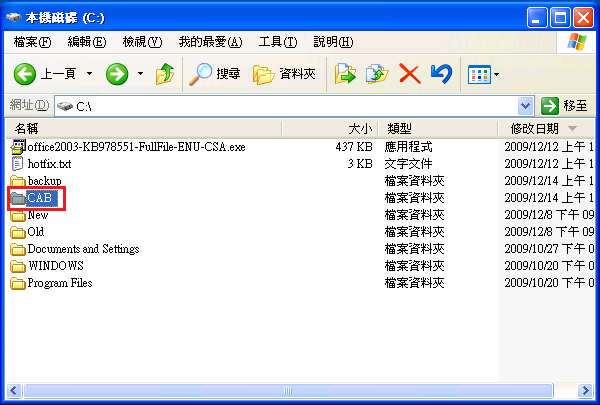 本機磁碟 (C:)
檔案(F) 編輯(E) 檢視(V) 我的最愛(A) 工具(T) 說明(H)
上一頁 搜尋 資料夾
網址(D) C:\ 移至
名稱 大小 類型 修改日期
office2003-KB978551-FullFile-ENU-CSA.exe 437 KB 應用程式 2009/12/12 上午 1
hotfix.txt 3 KB 文字文件 2009/12/12 上午 1
backup 檔案資料夾 2009/12/14 上午 1
CAB 檔案資料夾 2009/12/14 上午 1
New 檔案資料夾 2009/12/8 下午 09
Old 檔案資料夾 2009/12/8 下午 09
Documents and Settings 檔案資料夾 2009/10/27 下午 0
WINDOWS 檔案資料夾 2009/10/20 下午 0
Program Files 檔案資料夾 2009/10/20 下午 0